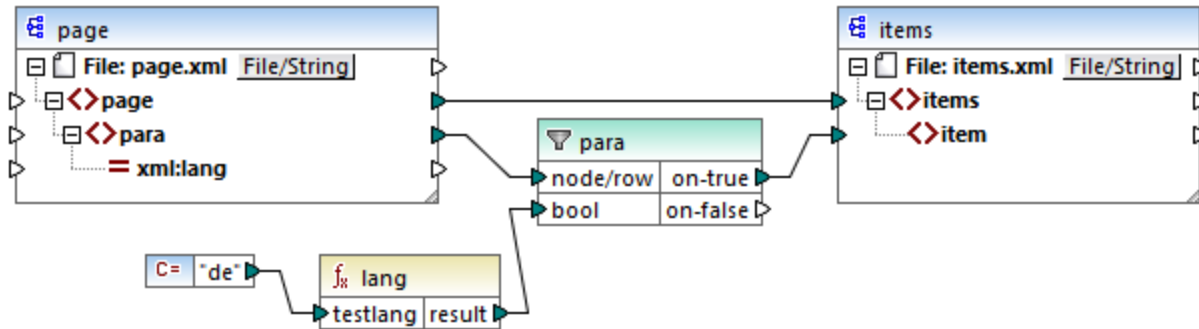 page
File: page.xml File/String
page
para
xml:lang
items
File: items.xml File/String
items
item
para
node/row on-true
bool on-false
C= "de"
fx lang
testlang result